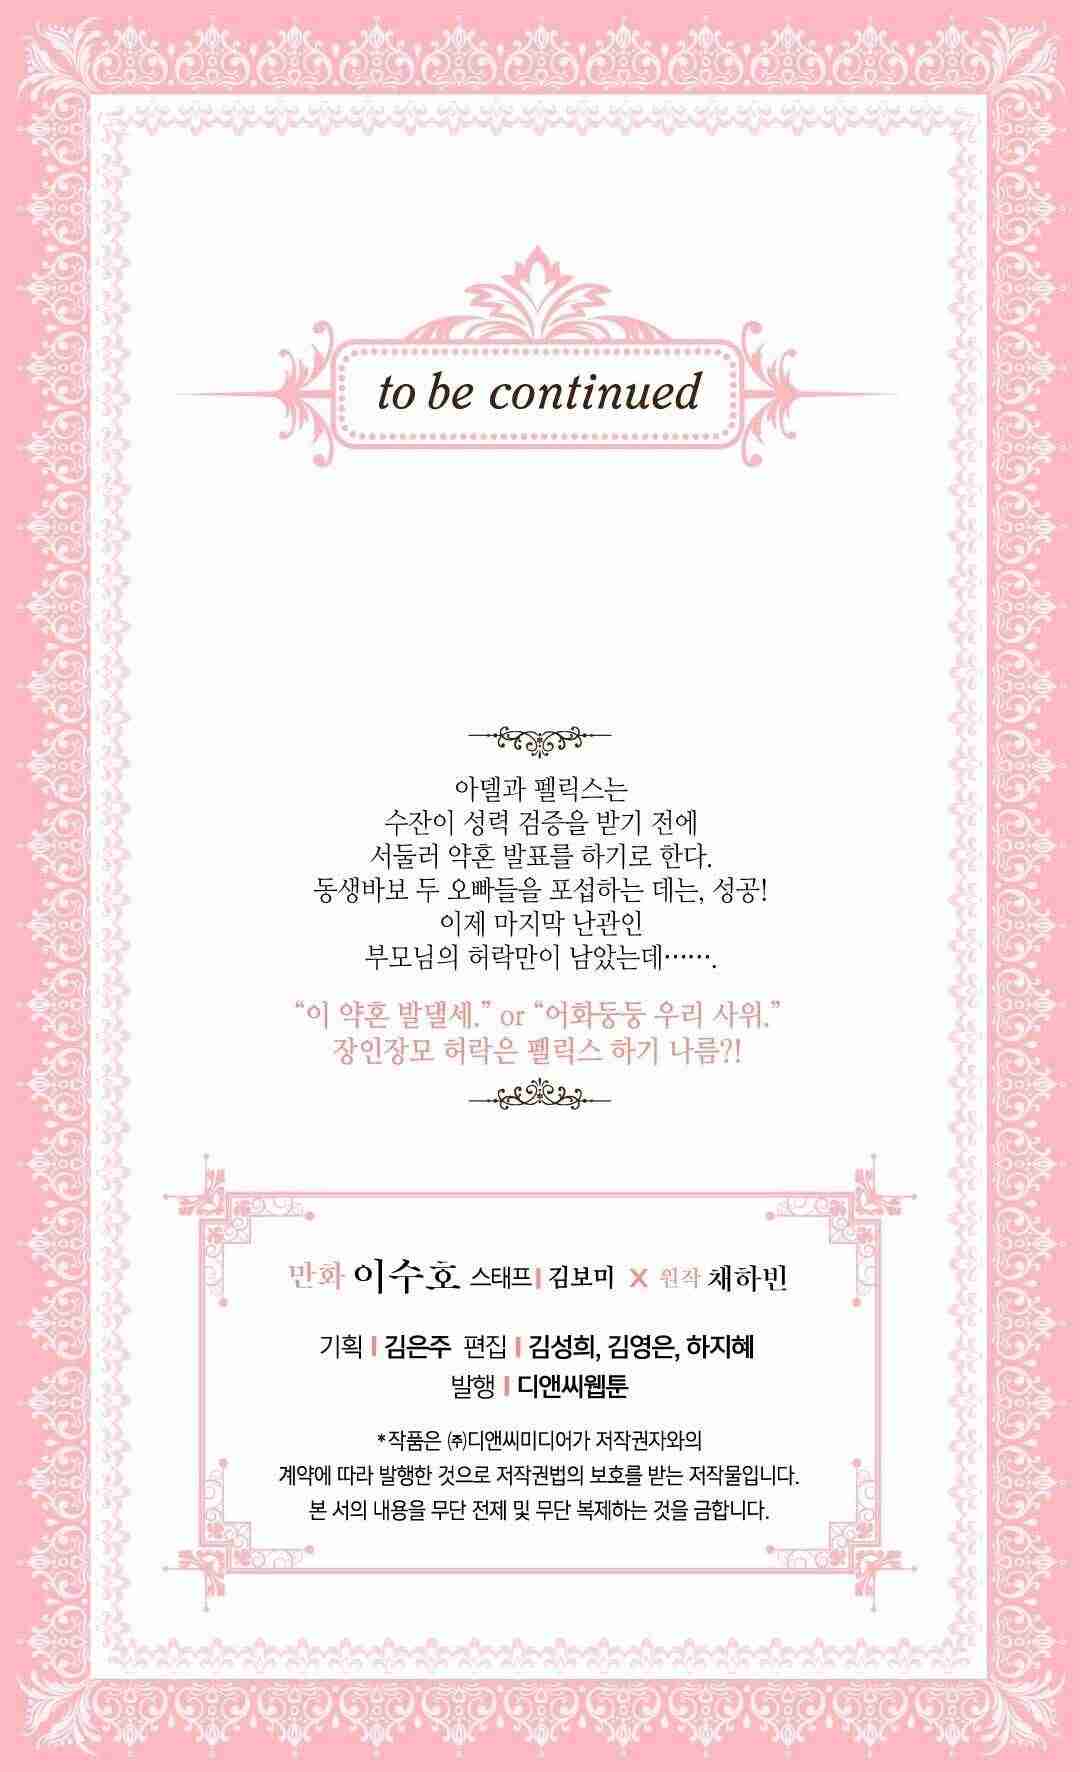 to be continued
아델과 펠릭스는
수잔이 성력 검증을 받기 전에
서둘러 약혼 발표를 하기로 한다.
동생바보 두 오빠들을 포섭하는 데는, 성공!
이제 마지막 난관인
부모님의 허락만이 남았는데…….
“이 약혼 발댈세.” or “어화둥둥 우리 사위.”
장인장모 허락은 펠릭스 하기 나름?!
만화 이수호 스태프 | 김보미 X 원작 채하빈
기획 | 김은주 편집 | 김성희, 김영은, 하지혜
발행 | 디앤씨웹툰
*작품은 ㈜디앤씨미디어가 저작권자와의
계약에 따라 발행한 것으로 저작권법의 보호를 받는 저작물입니다.
본 서의 내용을 무단 전제 및 무단 복제하는 것을 금합니다.